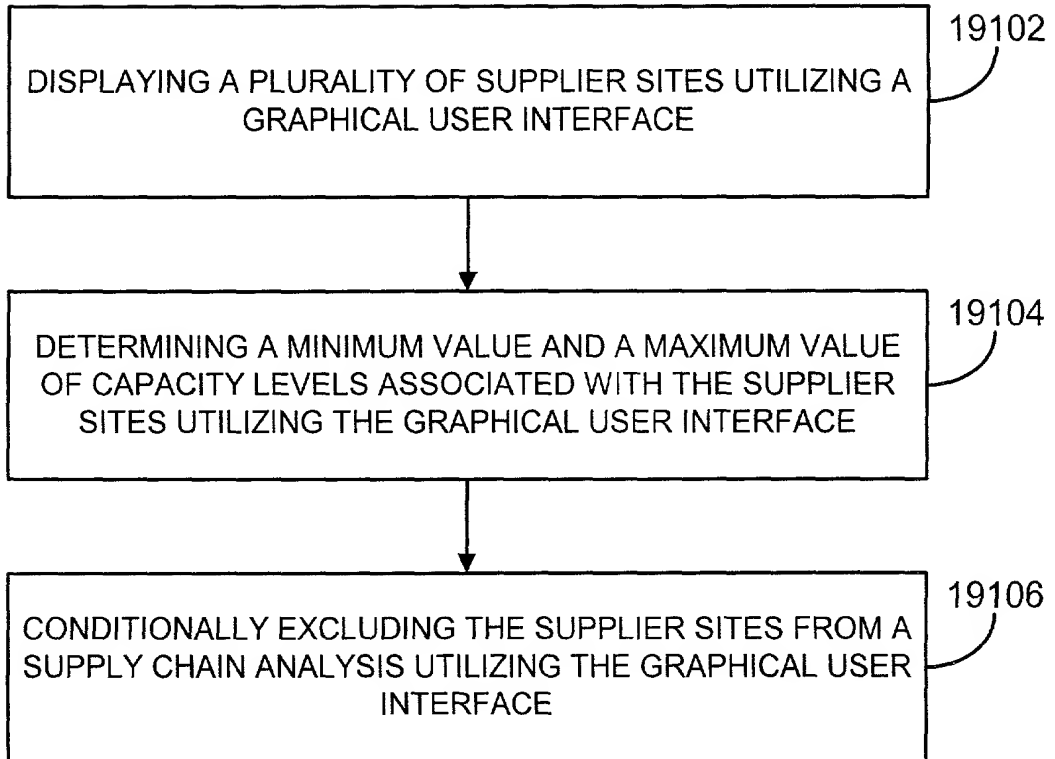 19102
DISPLAYING A PLURALITY OF SUPPLIER SITES UTILIZING A
GRAPHICAL USER INTERFACE
19104
DETERMINING A MINIMUM VALUE AND A MAXIMUM VALUE
OF CAPACITY LEVELS ASSOCIATED WITH THE SUPPLIER
SITES UTILIZING THE GRAPHICAL USER INTERFACE
19106
CONDITIONALLY EXCLUDING THE SUPPLIER SITES FROM A
SUPPLY CHAIN ANALYSIS UTILIZING THE GRAPHICAL USER
INTERFACE